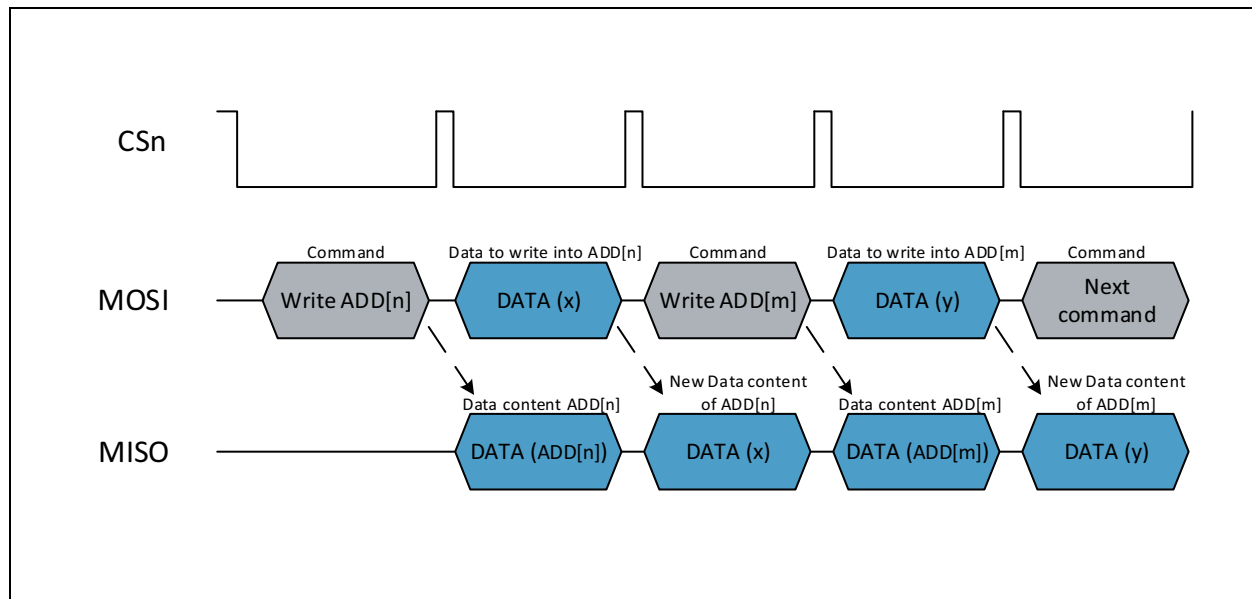 CSn
Command
Data to write into ADD[n]
Command
Data to write into ADD[m]
Command
MOSI
Write ADD[n]
DATA (x)
Write ADD[m]
DATA (y)
Next
command
Data content ADD[n]
New Data content
of ADD[n]
Data content ADD[m]
New Data content
of ADD[m]
MISO
DATA (ADD[n])
DATA (x)
DATA (ADD[m])
DATA (y)